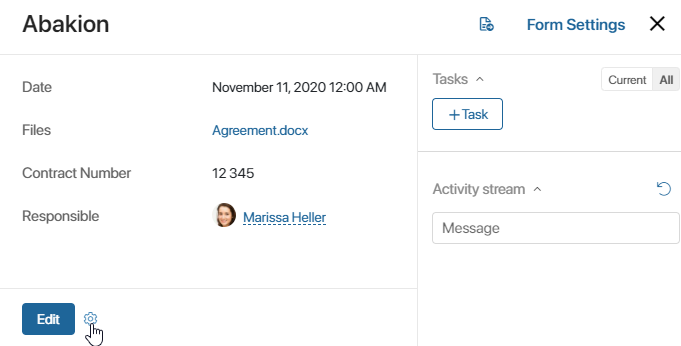 Abakion
Form Settings
Date
November 11, 2020 12:00 AM
Files
Agreement.docx
Contract Number
12 345
Responsible
Marissa Heller
Edit
Tasks
Current
All
+Task
Activity stream
Message